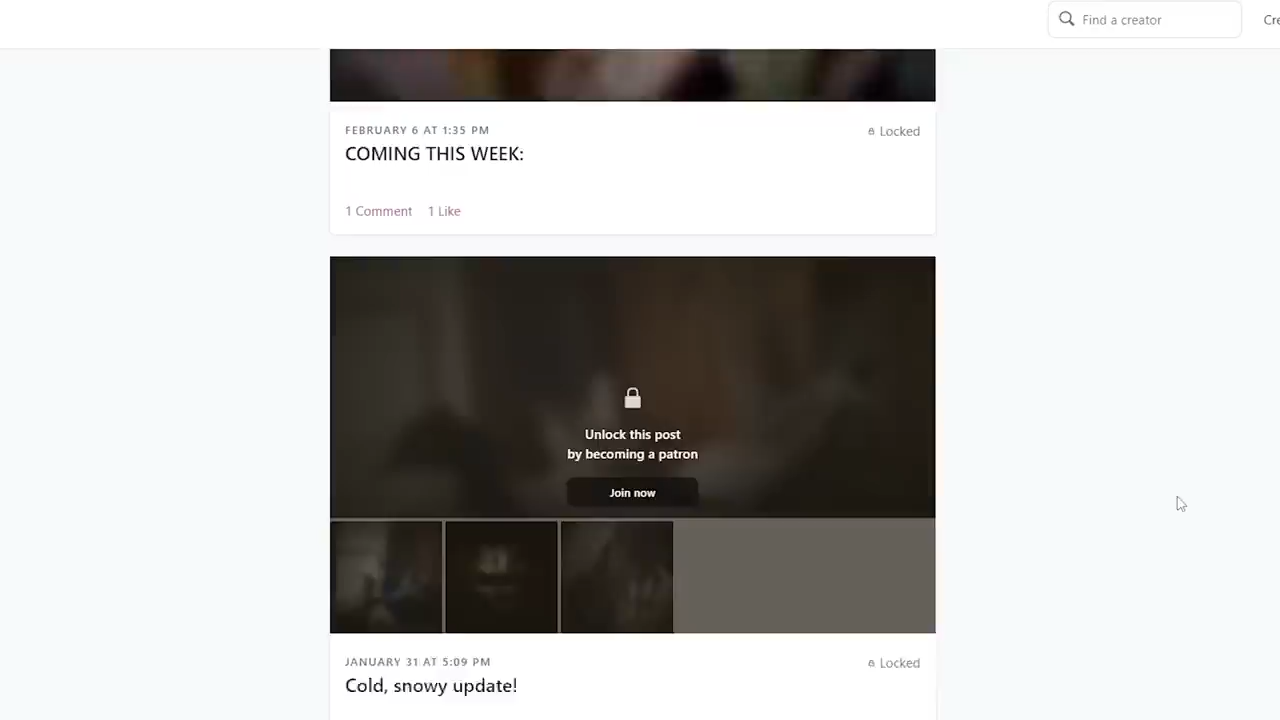 Find a creator
Cre
FEBRUARY 6 AT 1:35 PM
Locked
COMING THIS WEEK:
1 Comment 1 Like
Unlock this post
by becoming a patron
Join now
JANUARY 31 AT 5:09 PM
Locked
Cold, snowy update!